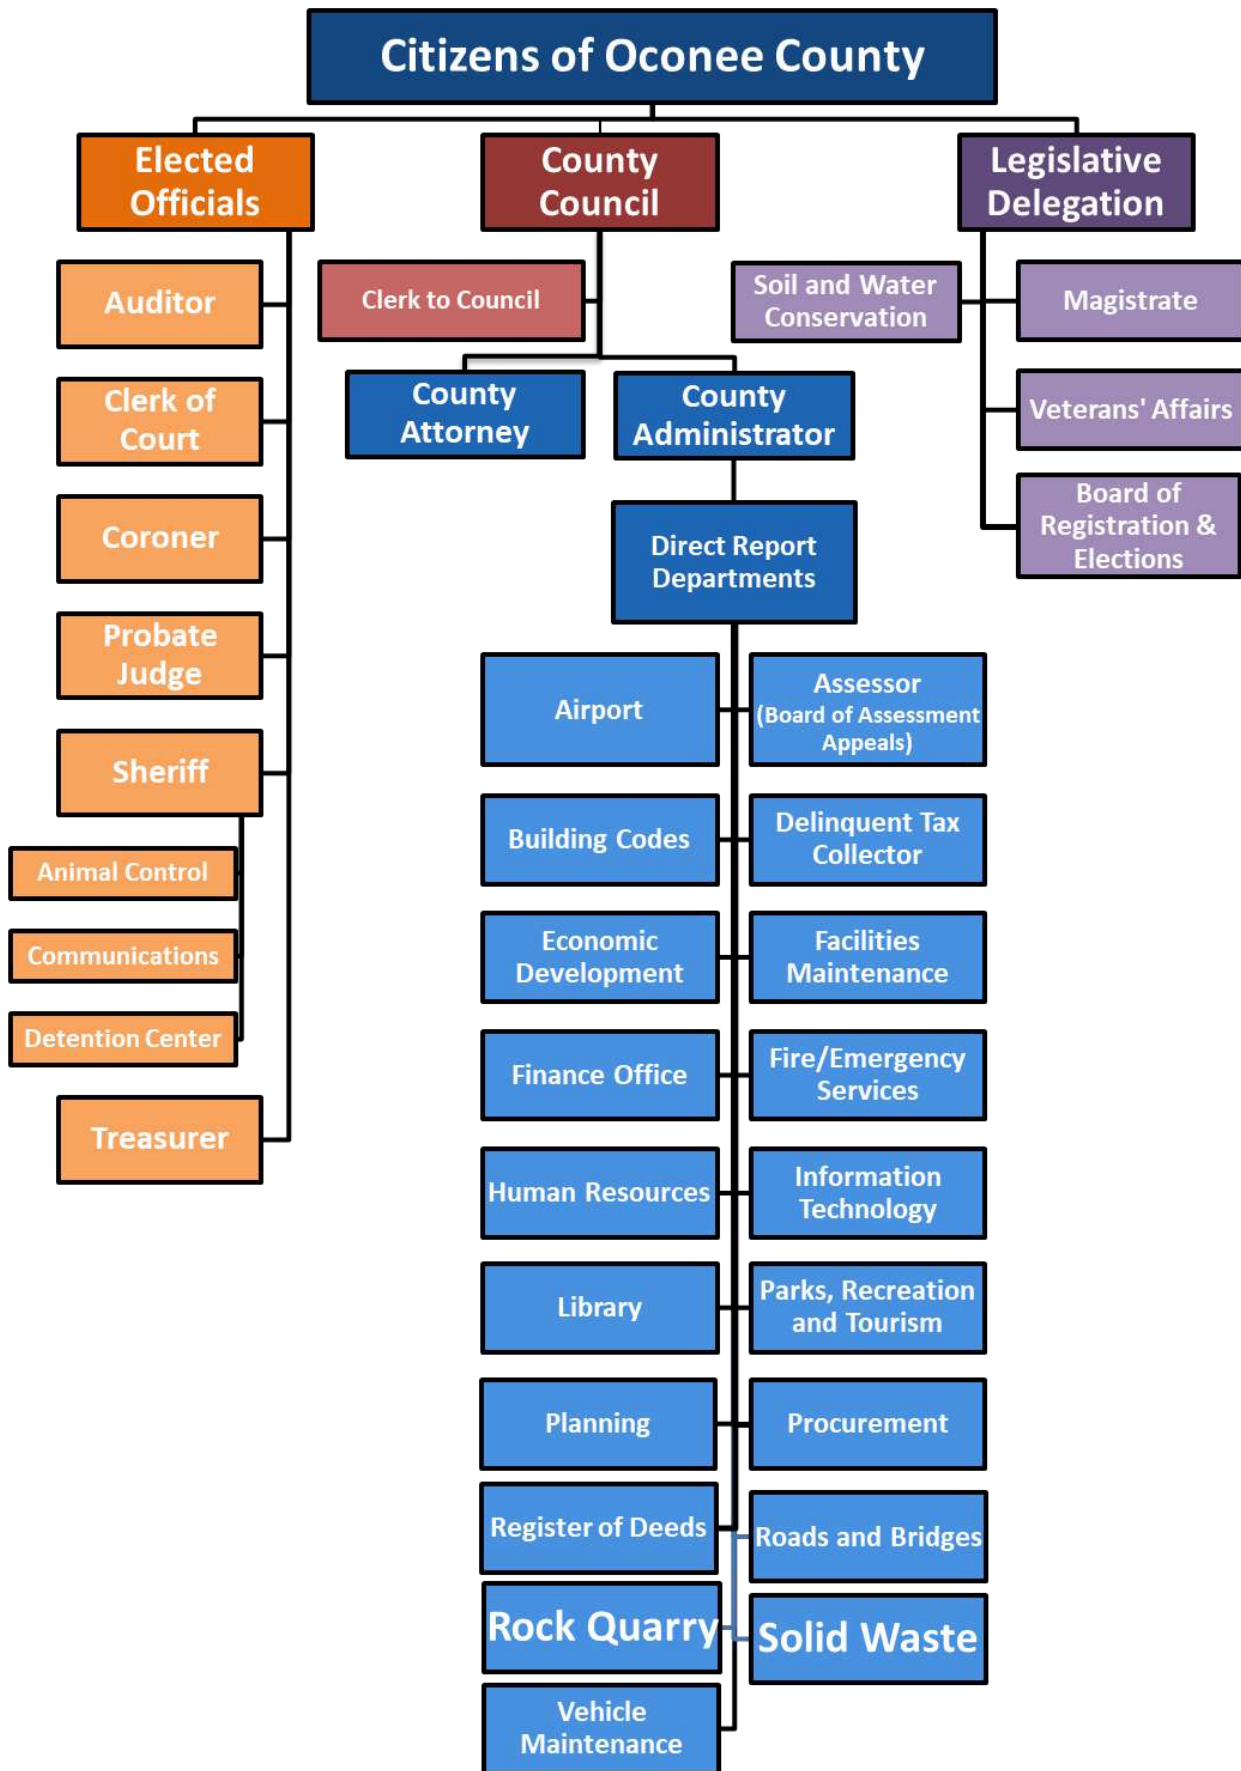 Citizens of Oconee County
Elected
Officials
County
Council
Legislative
Delegation
Auditor
Clerk of
Court
Coroner
Probate
Judge
Sheriff
Animal Control
Communications
Detention Center
Treasurer
Clerk to Council
County
Attorney
County
Administrator
Direct Report
Departments
Airport
Assessor
(Board of Assessment
Appeals)
Building Codes
Delinquent Tax
Collector
Economic
Development
Facilities
Maintenance
Finance Office
Fire/Emergency
Services
Human Resources
Information
Technology
Library
Parks, Recreation
and Tourism
Planning
Procurement
Register of Deeds
Roads and Bridges
Rock Quarry
Solid Waste
Vehicle
Maintenance
Soil and Water
Conservation
Magistrate
Veterans' Affairs
Board of
Registration &
Elections